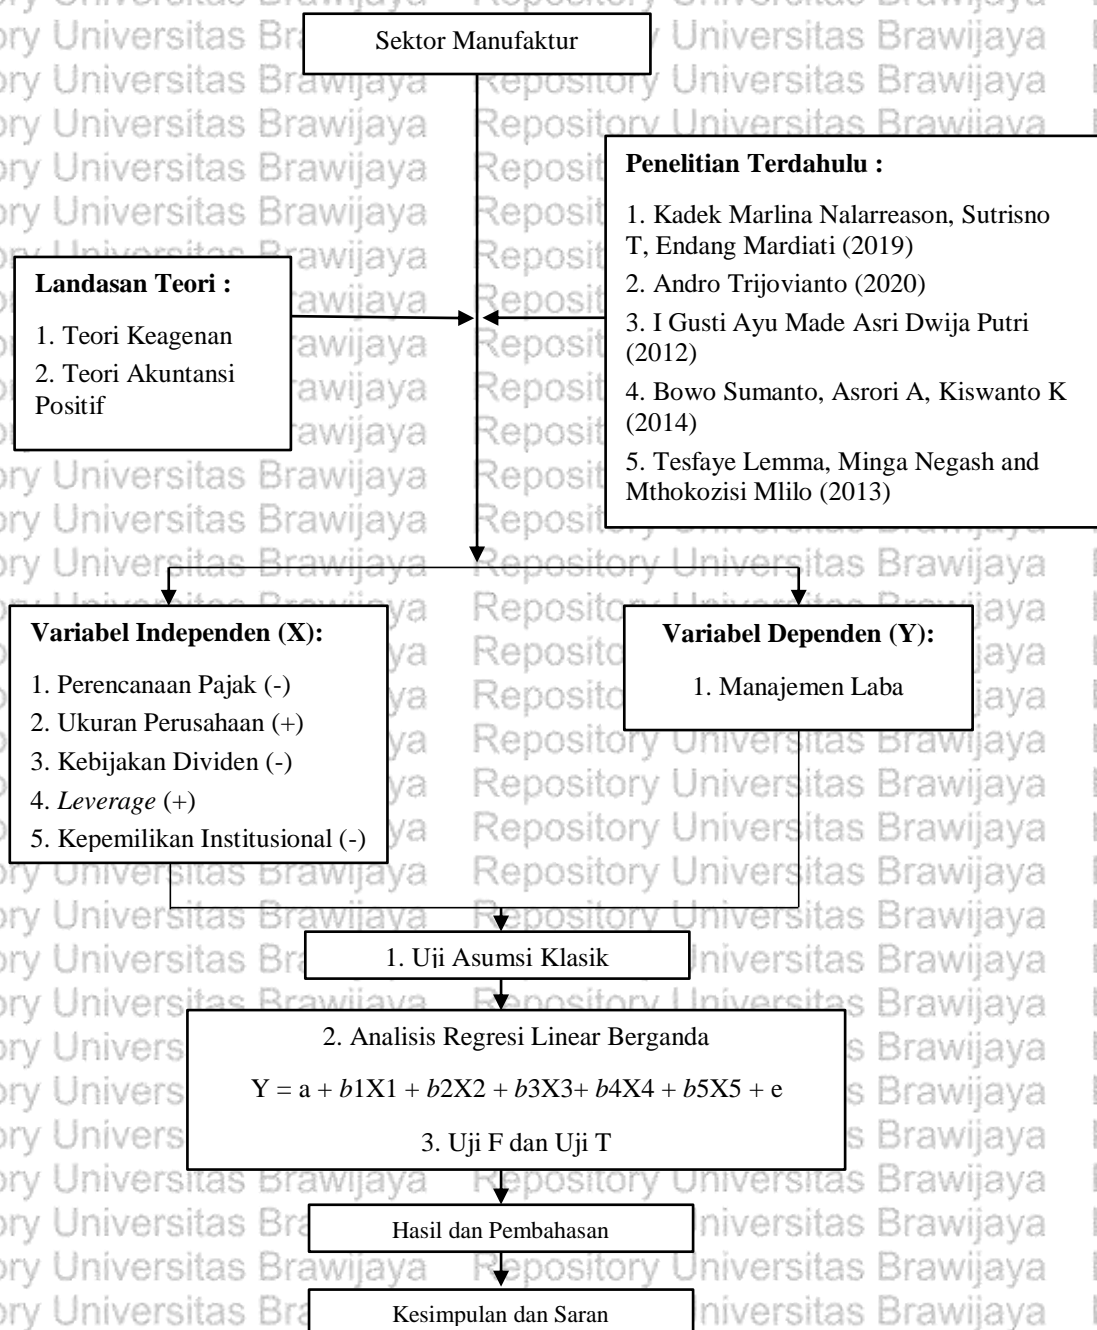 Sektor Manufaktur
Penelitian Terdahulu :
1. Kadek Marlina Nalarreason, Sutrisno
T, Endang Mardiati (2019)
2. Andro Trijovianto (2020)
3. I Gusti Ayu Made Asri Dwija Putri
(2012)
4. Bowo Sumanto, Asrori A, Kiswanto K
(2014)
5. Tesfaye Lemma, Minga Negash and
Mthokozisi Mlilo (2013)
Landasan Teori :
1. Teori Keagenan
2. Teori Akuntansi
Positif
Variabel Independen (X):
1. Perencanaan Pajak (-)
2. Ukuran Perusahaan (+)
3. Kebijakan Dividen (-)
4. Leverage (+)
5. Kepemilikan Institusional (-)
Variabel Dependen (Y):
1. Manajemen Laba
1. Uji Asumsi Klasik
2. Analisis Regresi Linear Berganda
Y = a + b1X1 + b2X2 + b3X3+ b4X4 + b5X5 + e
3. Uji F dan Uji T
Hasil dan Pembahasan
Kesimpulan dan Saran
Repository Universitas Brawijaya